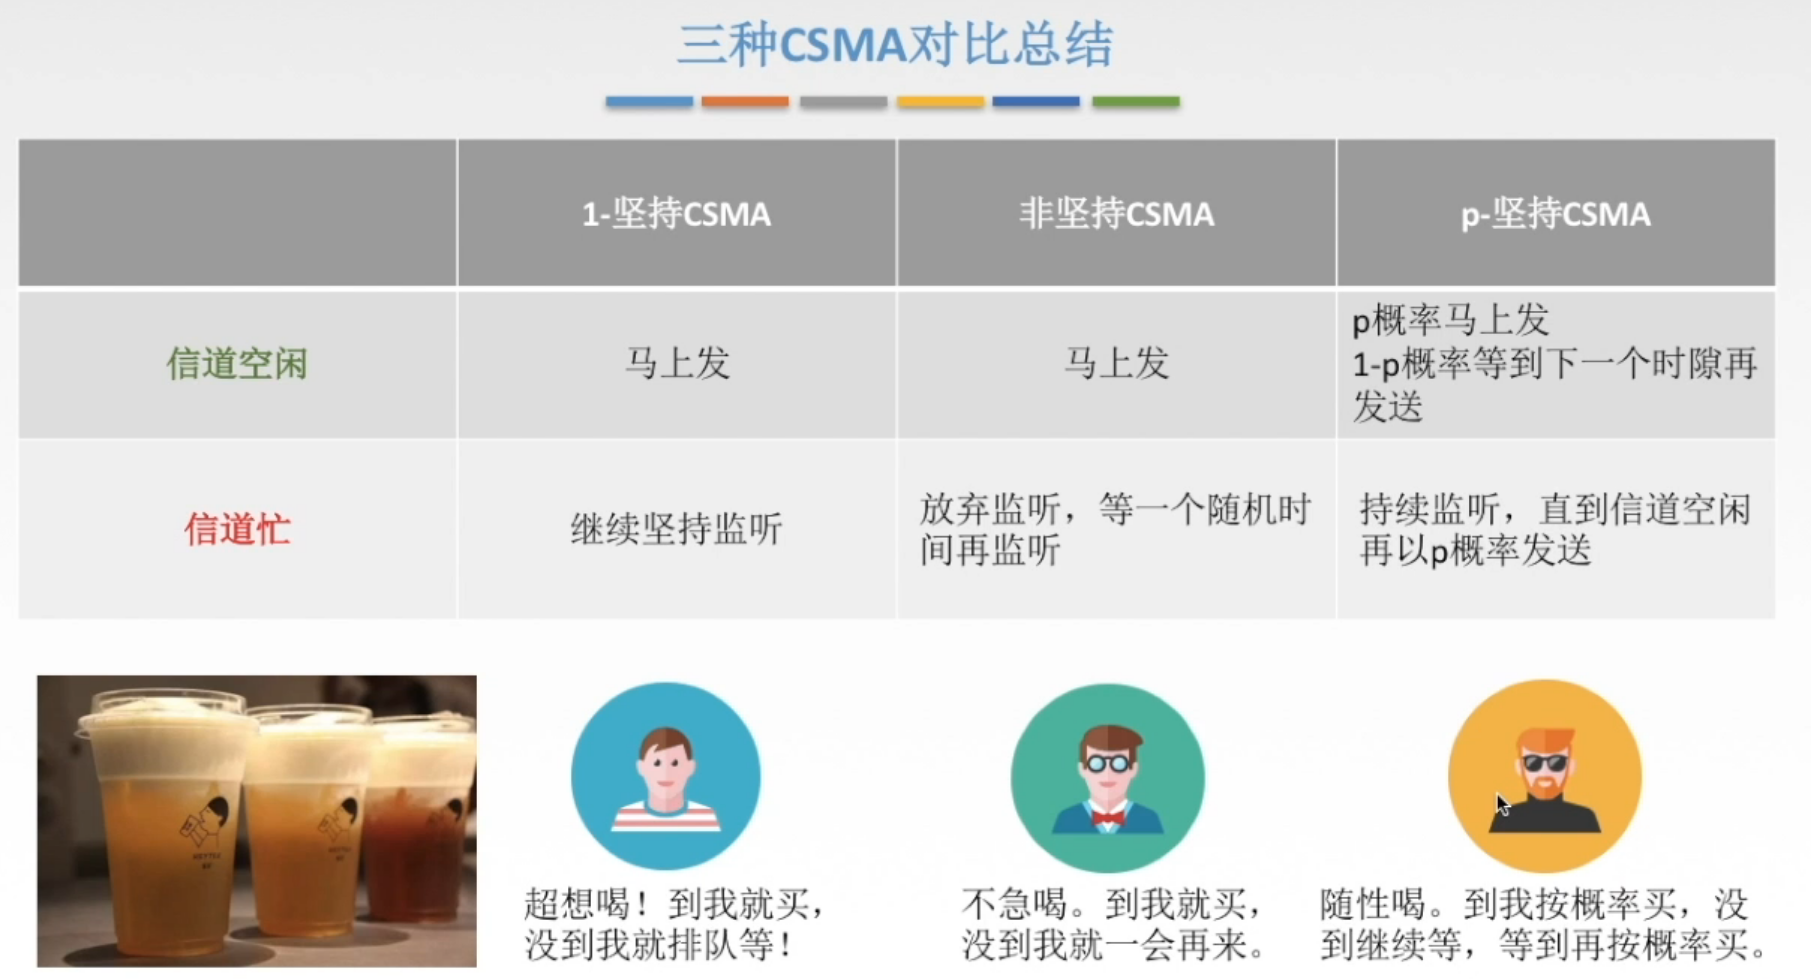 三种CSMA对比总结
1-坚持CSMA
非坚持CSMA
p-坚持CSMA
信道空闲
马上发
马上发
p概率马上发
1-p概率等到下一个时隙再
发送
信道忙
继续坚持监听
放弃监听，等一个随机时
间再监听
持续监听，直到信道空闲
再以p概率发送
超想喝！到我就买，
没到我就排队等！
不急喝。到我就买，
没到我就一会再来。
随性喝。到我按概率买，没
到继续等，等到再按概率买。